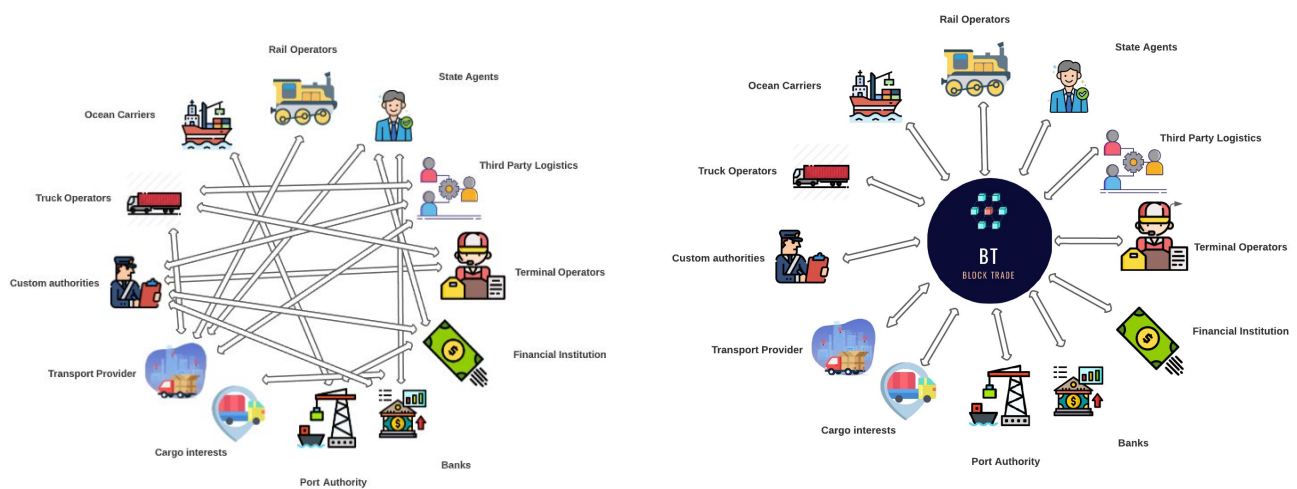 Rail Operators
State Agents
Ocean Carriers
Third Party Logistics
Truck Operators
Terminal Operators
Custom authorities
Financial Institution
Transport Provider
Cargo interests
Banks
Port Authority
Rail Operators
State Agents
Ocean Carriers
Third Party Logistics
Truck Operators
Terminal Operators
Custom authorities
BT
BLOCK TRADE
Financial Institution
Transport Provider
Cargo interests
Banks
Port Authority